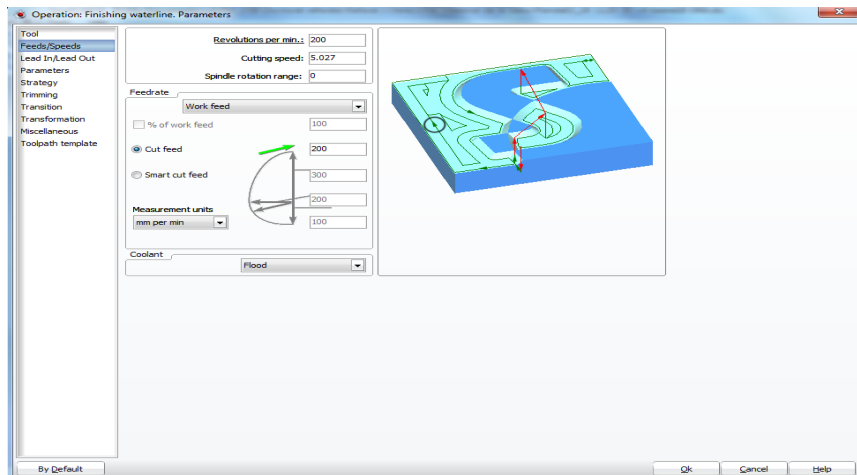 Operation: Finishing waterline. Parameters
Tool
Feeds/Speeds
Lead In/Lead Out
Parameters
Strategy
Trimming
Transition
Transformation
Miscellaneous
Toolpath template
Revolutions per min.: 200
Cutting speed: 5.027
Spindle rotation range: 0
Feedrate
Work feed
% of work feed 100
Cut feed 200
Smart cut feed 300
200
Measurement units
mm per min 100
Coolant
Flood
By Default Ok Cancel Help